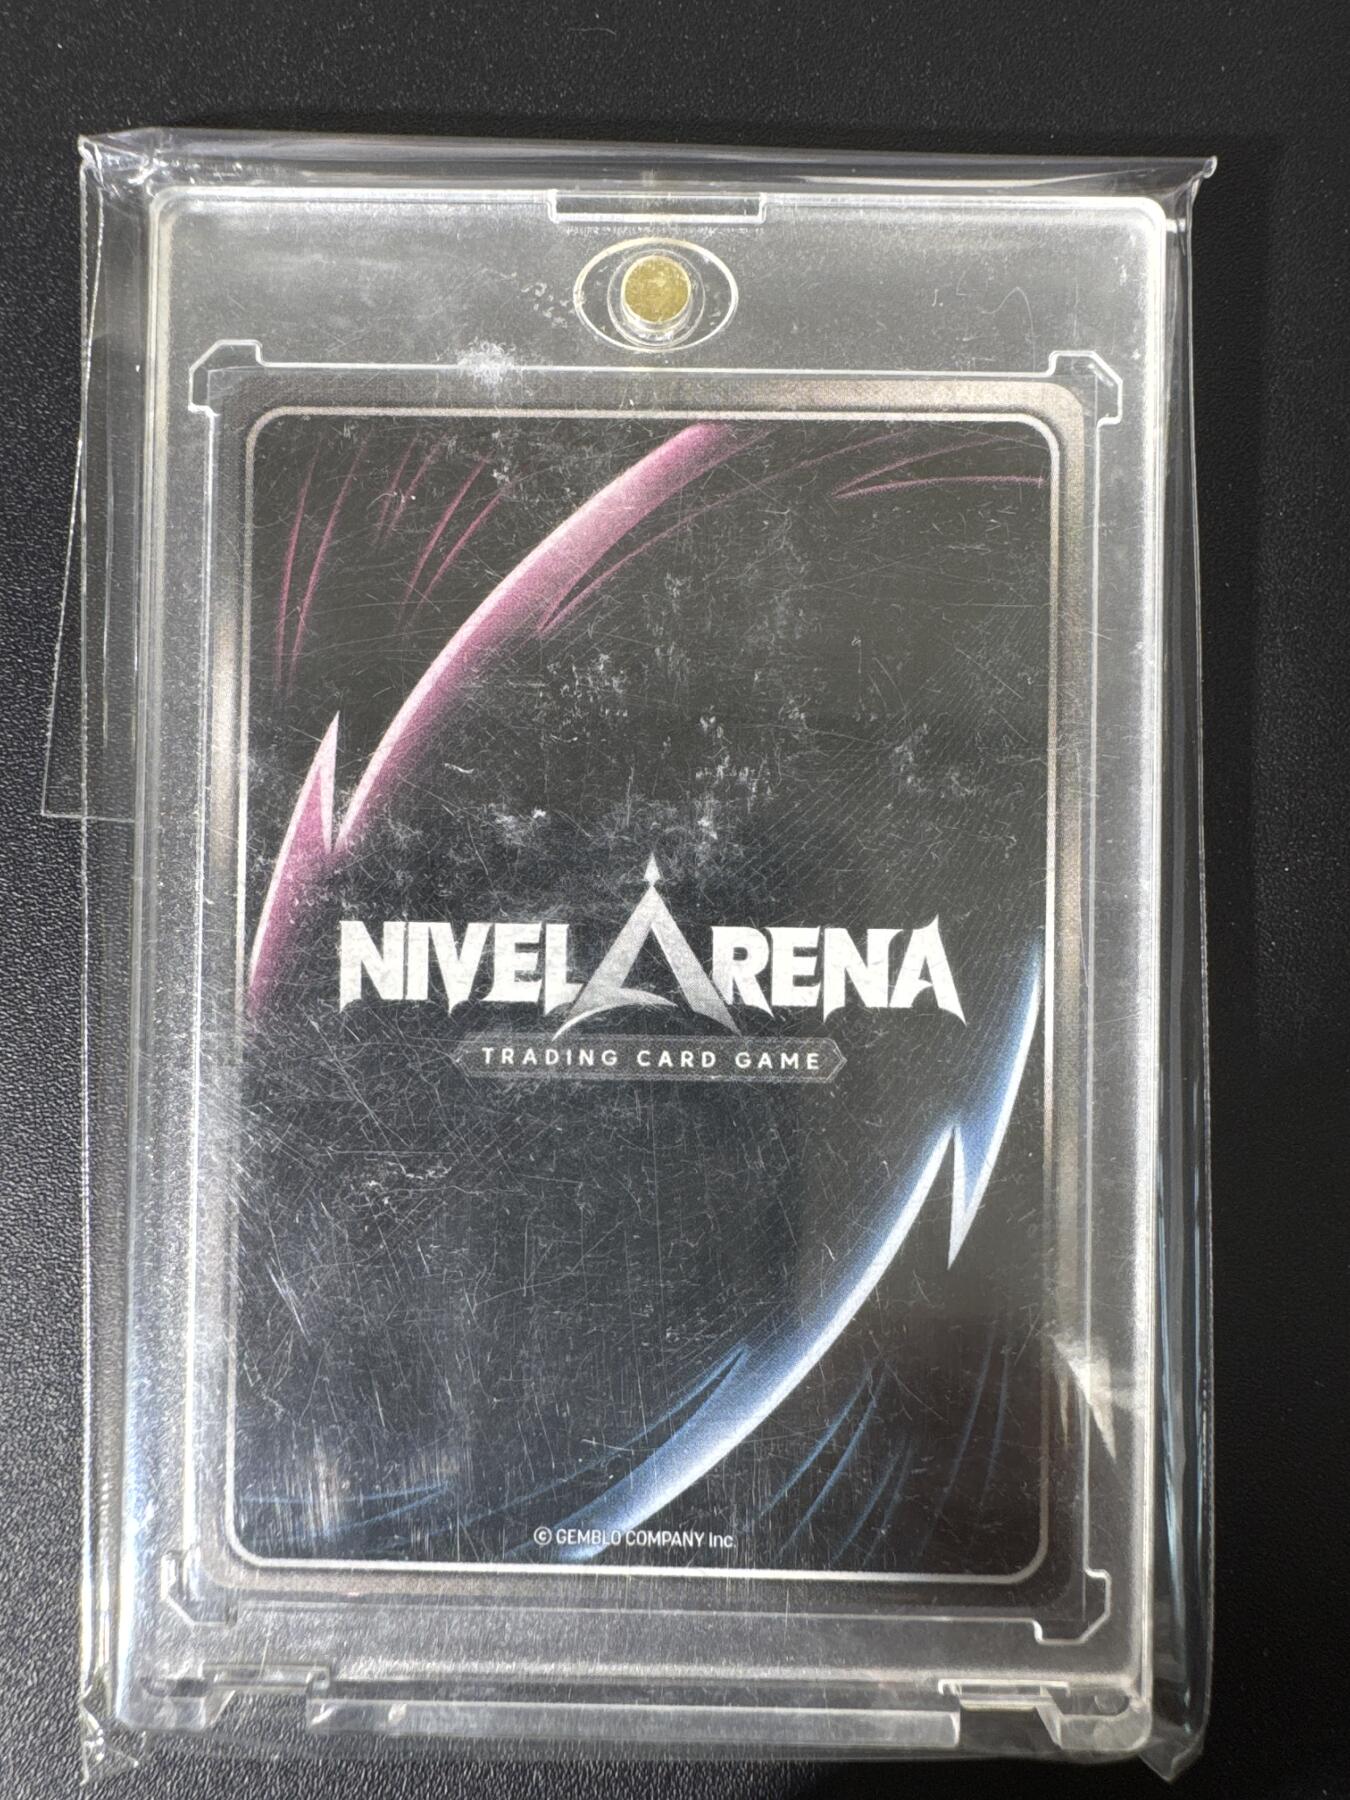 NIVEL ARENA
TRADING CARD GAME
© GEMBLO COMPANY Inc.